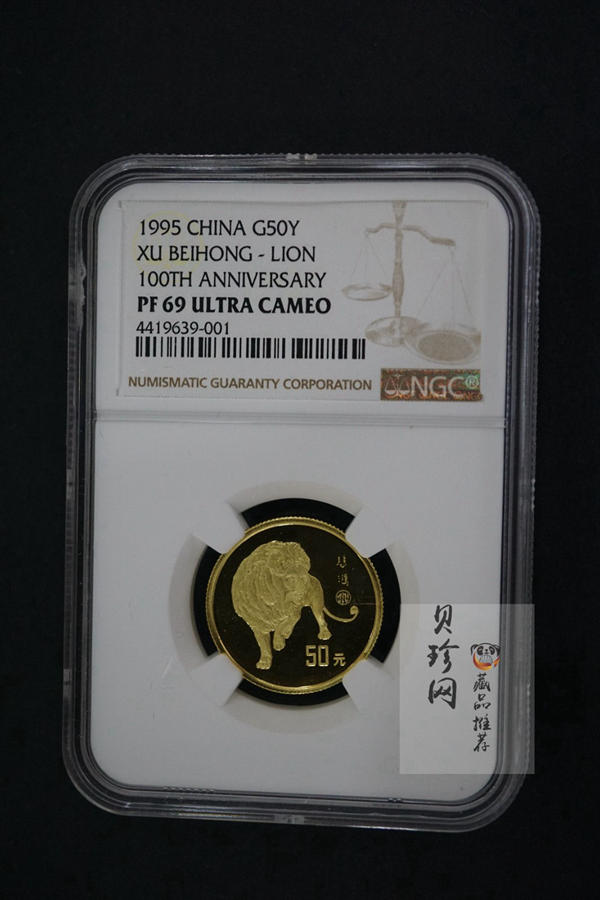 1995 CHINA G50Y
XU BEIHONG - LION
100TH ANNIVERSARY
PF 69 ULTRA CAMEO
4419639-001
NUMISMATIC GUARANTY CORPORATION
NGC®
悲鴻
50元
贝珍网
藏品推荐